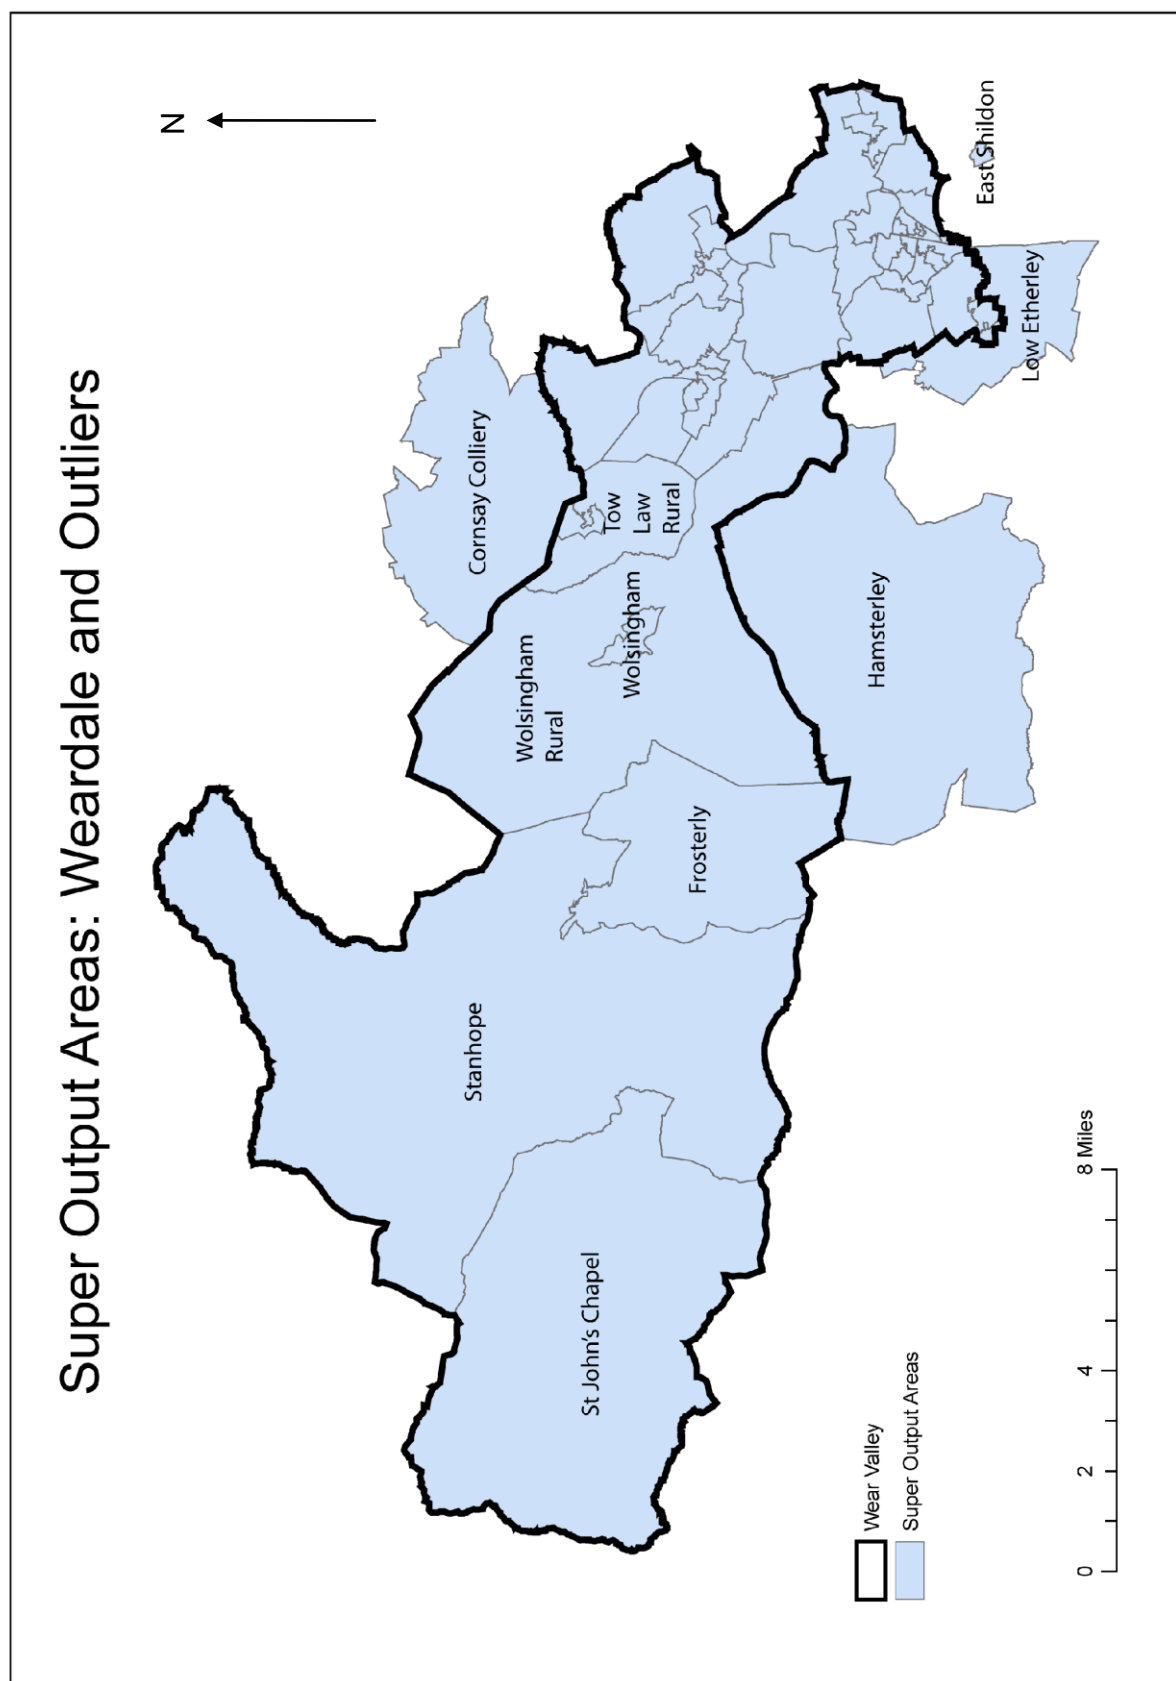 Super Output Areas: Weardale and Outliers
N
Cornsay Colliery
Stanhope
Wolsingham
Rural
Tow
Law
Rural
Wolsingham
St John's Chapel
Frosterly
Hamsterley
Low Etherley
East Shildon
Wear Valley
Super Output Areas
0 2 4 8 Miles